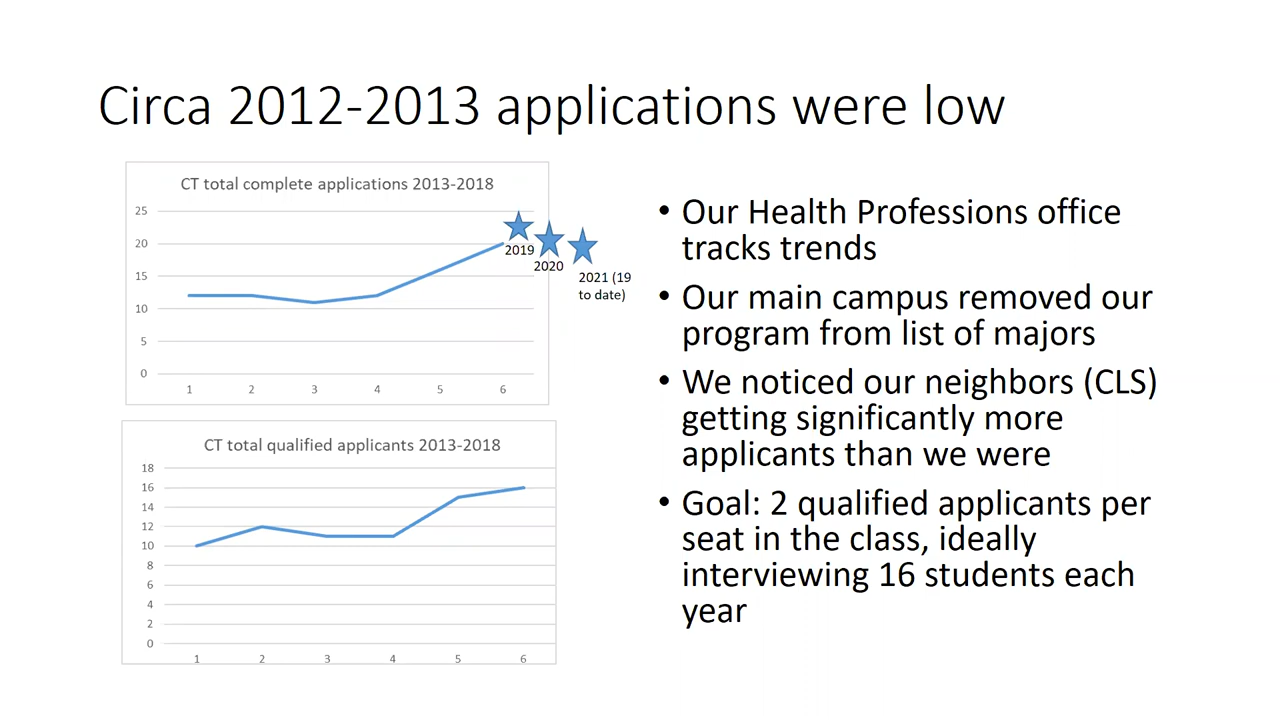 Circa 2012-2013 applications were low
CT total complete applications 2013-2018
25
20
15
10
5
0
1 2 3 4 5 6
2019
2020
2021 (19
to date)
CT total qualified applicants 2013-2018
18
16
14
12
10
8
6
4
2
0
1 2 3 4 5 6
• Our Health Professions office
tracks trends
• Our main campus removed our
program from list of majors
• We noticed our neighbors (CLS)
getting significantly more
applicants than we were
• Goal: 2 qualified applicants per
seat in the class, ideally
interviewing 16 students each
year